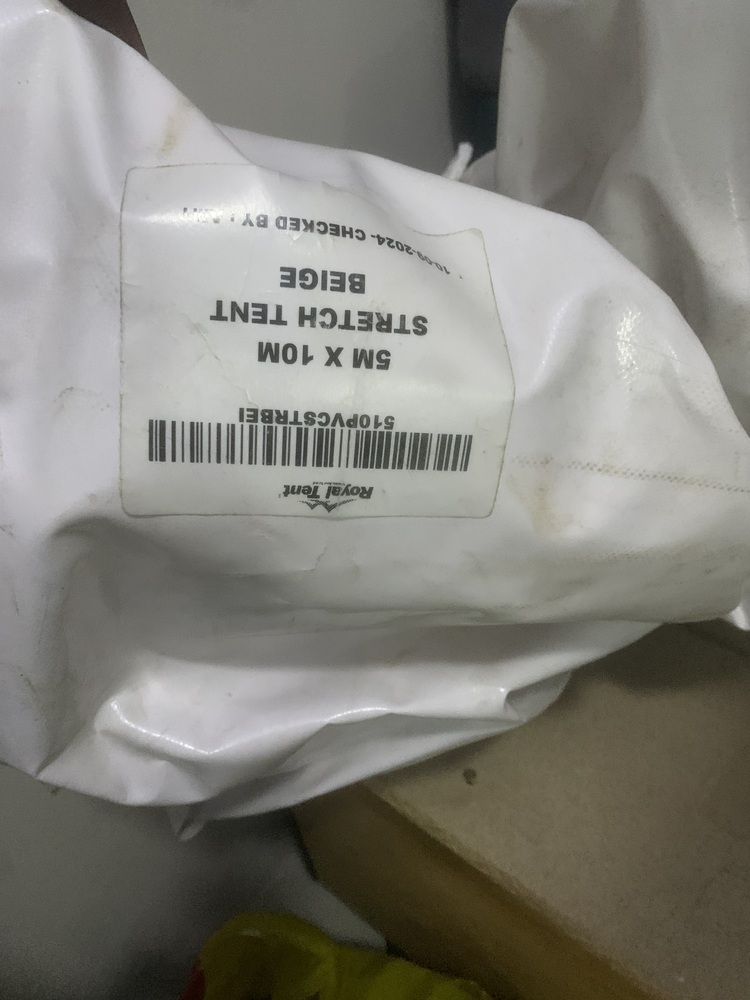 Royal Tent
510PVCSTRBEI
5M X 10M
STRETCH TENT
BEIGE
10-09-2024- CHECKED BY